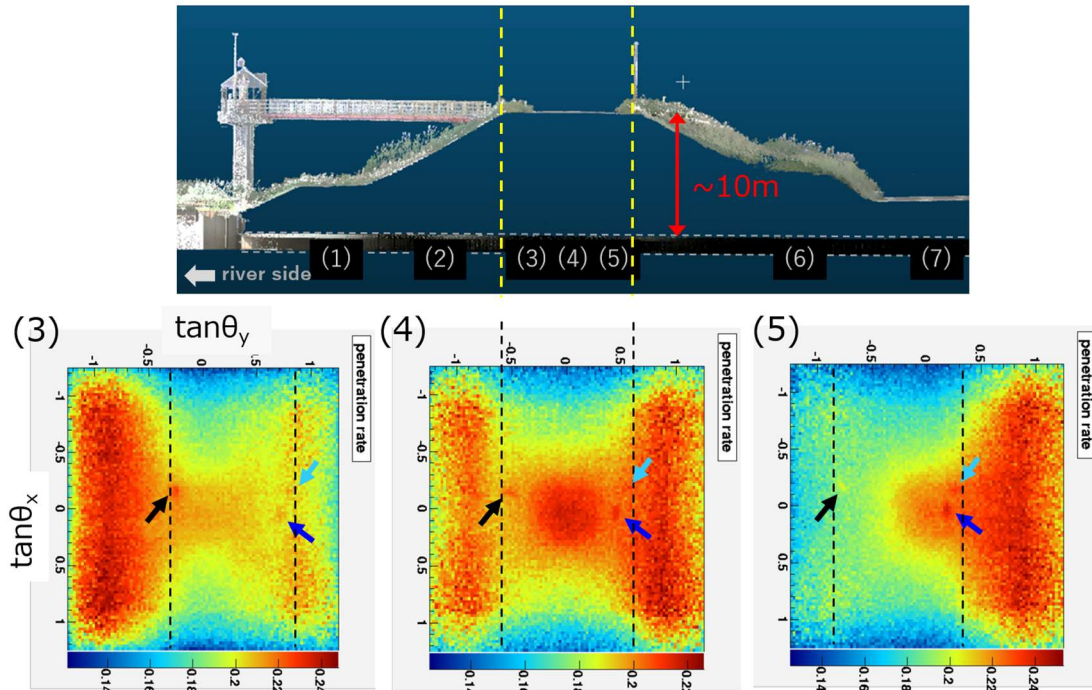 ~10m
(1) (2) (3) (4) (5) (6) (7)
river side
(3) tanθy (4) (5)
-1 -0.5 0 0.5 1
-1 -0.5 0 0.5 1
-1 -0.5 0 0.5 1
penetration rate
penetration rate
penetration rate
tanθx
-1 -0.5 0 0.5 1
-1 -0.5 0 0.5 1
-1 -0.5 0 0.5 1
0.14 0.16 0.18 0.2 0.22 0.24
0.14 0.16 0.18 0.2
0.14 0.16 0.18 0.2 0.22 0.24